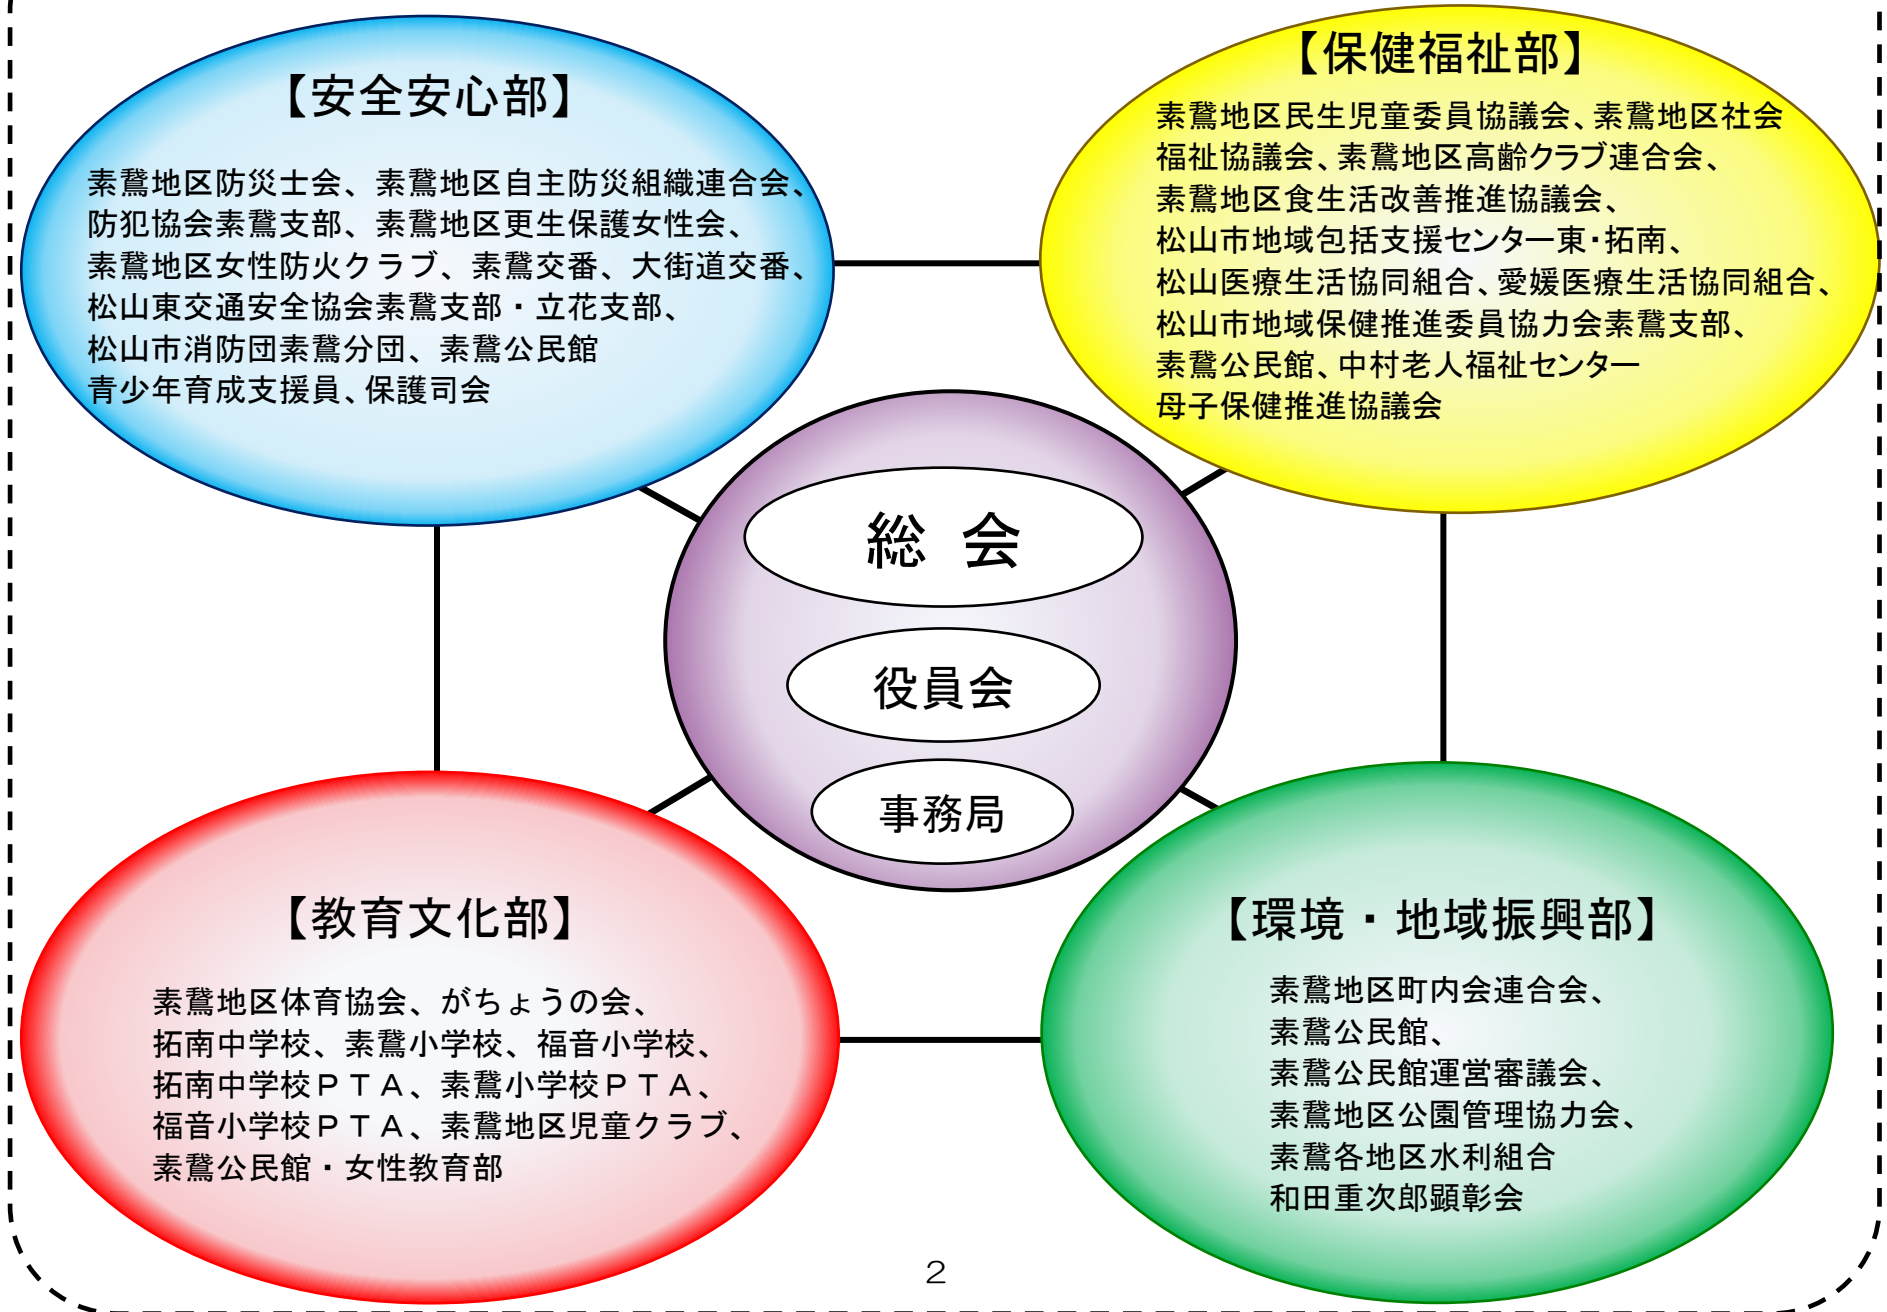 【安全安心部】
素鵞地区防災士会、素鵞地区自主防災組織連合会、
防犯協会素鵞支部、素鵞地区更生保護女性会、
素鵞地区女性防火クラブ、素鵞交番、大街道交番、
松山東交通安全協会素鵞支部・立花支部、
松山市消防団素鵞分団、素鵞公民館
青少年育成支援員、保護司会
【保健福祉部】
素鵞地区民生児童委員協議会、素鵞地区社会
福祉協議会、素鵞地区高齢クラブ連合会、
素鵞地区食生活改善推進協議会、
松山市地域包括支援センター東・拓南、
松山医療生活協同組合、愛媛医療生活協同組合、
松山市地域保健推進委員協力会素鵞支部、
素鵞公民館、中村老人福祉センター
母子保健推進協議会
総 会
役員会
事務局
【教育文化部】
素鵞地区体育協会、がちょうの会、
拓南中学校、素鵞小学校、福音小学校、
拓南中学校ＰＴＡ、素鵞小学校ＰＴＡ、
福音小学校ＰＴＡ、素鵞地区児童クラブ、
素鵞公民館・女性教育部
【環境・地域振興部】
素鵞地区町内会連合会、
素鵞公民館、
素鵞公民館運営審議会、
素鵞地区公園管理協力会、
素鵞各地区水利組合
和田重次郎顕彰会
2